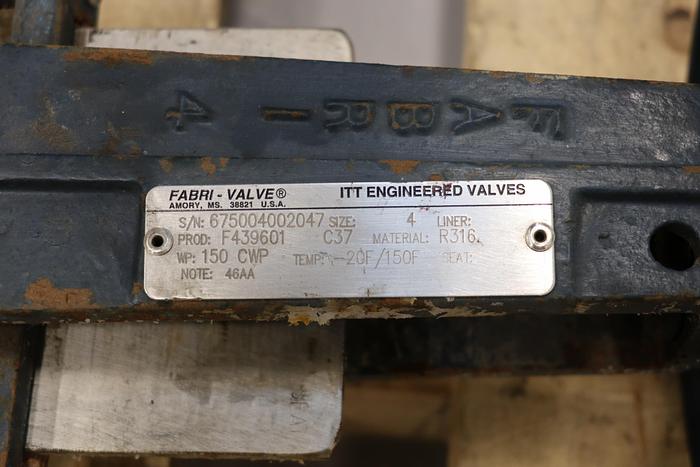 FABRI 4
FABRI-VALVE® ITT ENGINEERED VALVES
AMORY, MS. 38821 U.S.A.
S/N: 675004002047 SIZE: 4 LINER:
PROD: F439601 C37 MATERIAL: R316
WP: 150 CWP TEMP: -20F/150F SEAT:
NOTE: 46AA